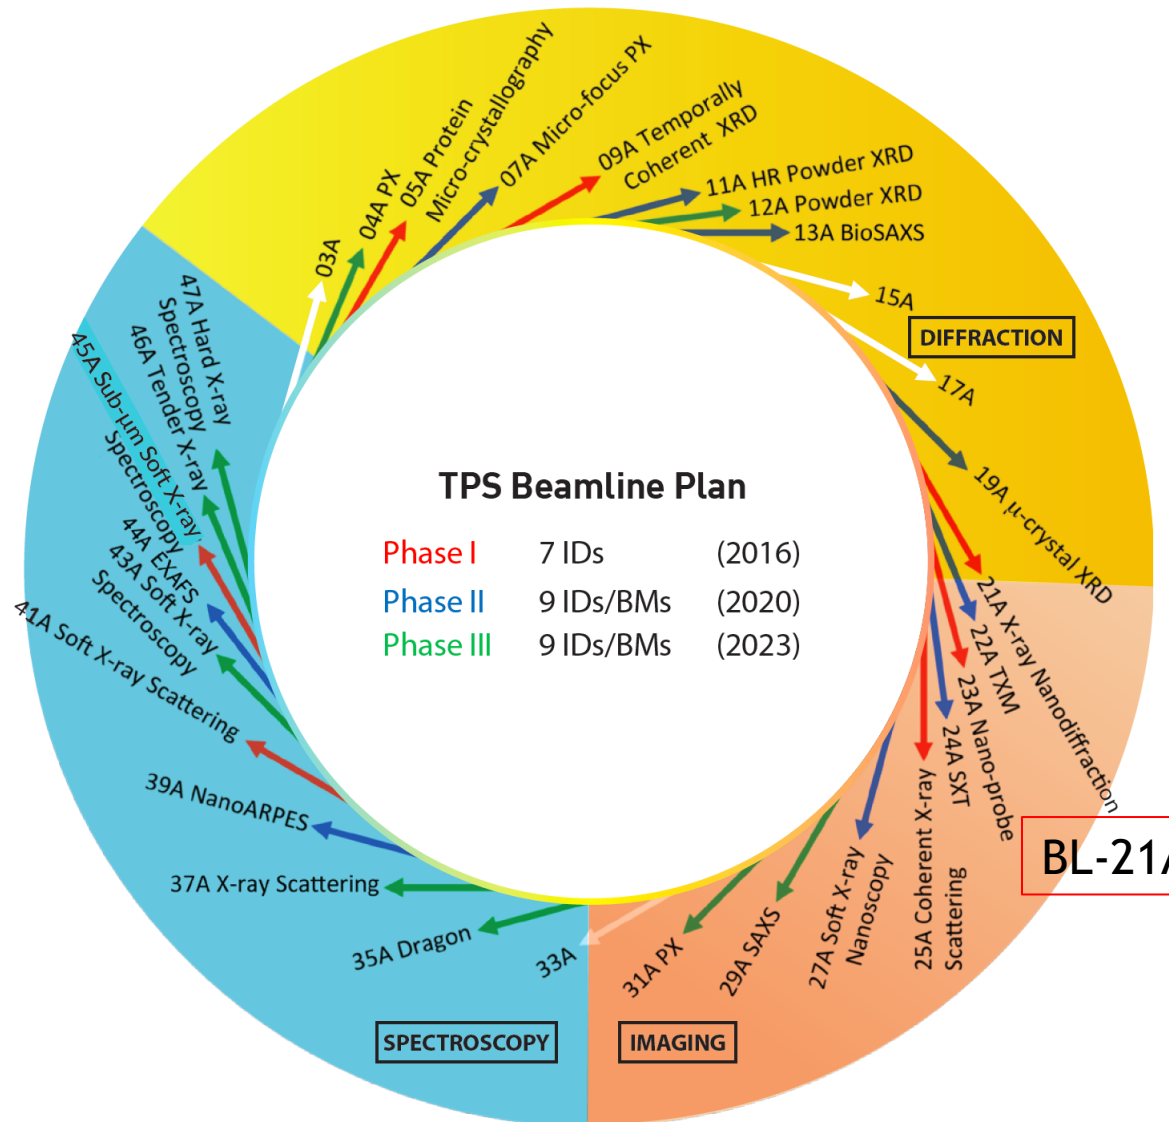 03A
04A PX
05A Protein
Micro-crystallography
07A Micro-focus PX
09A Temporally
Coherent XRD
11A HR Powder XRD
12A Powder XRD
13A BioSAXS
15A
DIFFRACTION
17A
19A μ-crystal XRD
21A X-ray Nanodiffraction
22A TXM
23A Nano-probe
24A SXT
25A Coherent X-ray
Scattering
BL-21A
27A Soft X-ray
Nanoscopy
29A SAXS
31A PX
IMAGING
33A
SPECTROSCOPY
35A Dragon
37A X-ray Scattering
39A NanoARPES
41A Soft X-ray Scattering
43A Soft X-ray
Spectroscopy
44A EXAFS
45A Sub-μm Soft X-ray
Spectroscopy
46A Tender X-ray
47A Hard X-ray
Spectroscopy
TPS Beamline Plan
Phase I 7 IDs (2016)
Phase II 9 IDs/BMs (2020)
Phase III 9 IDs/BMs (2023)